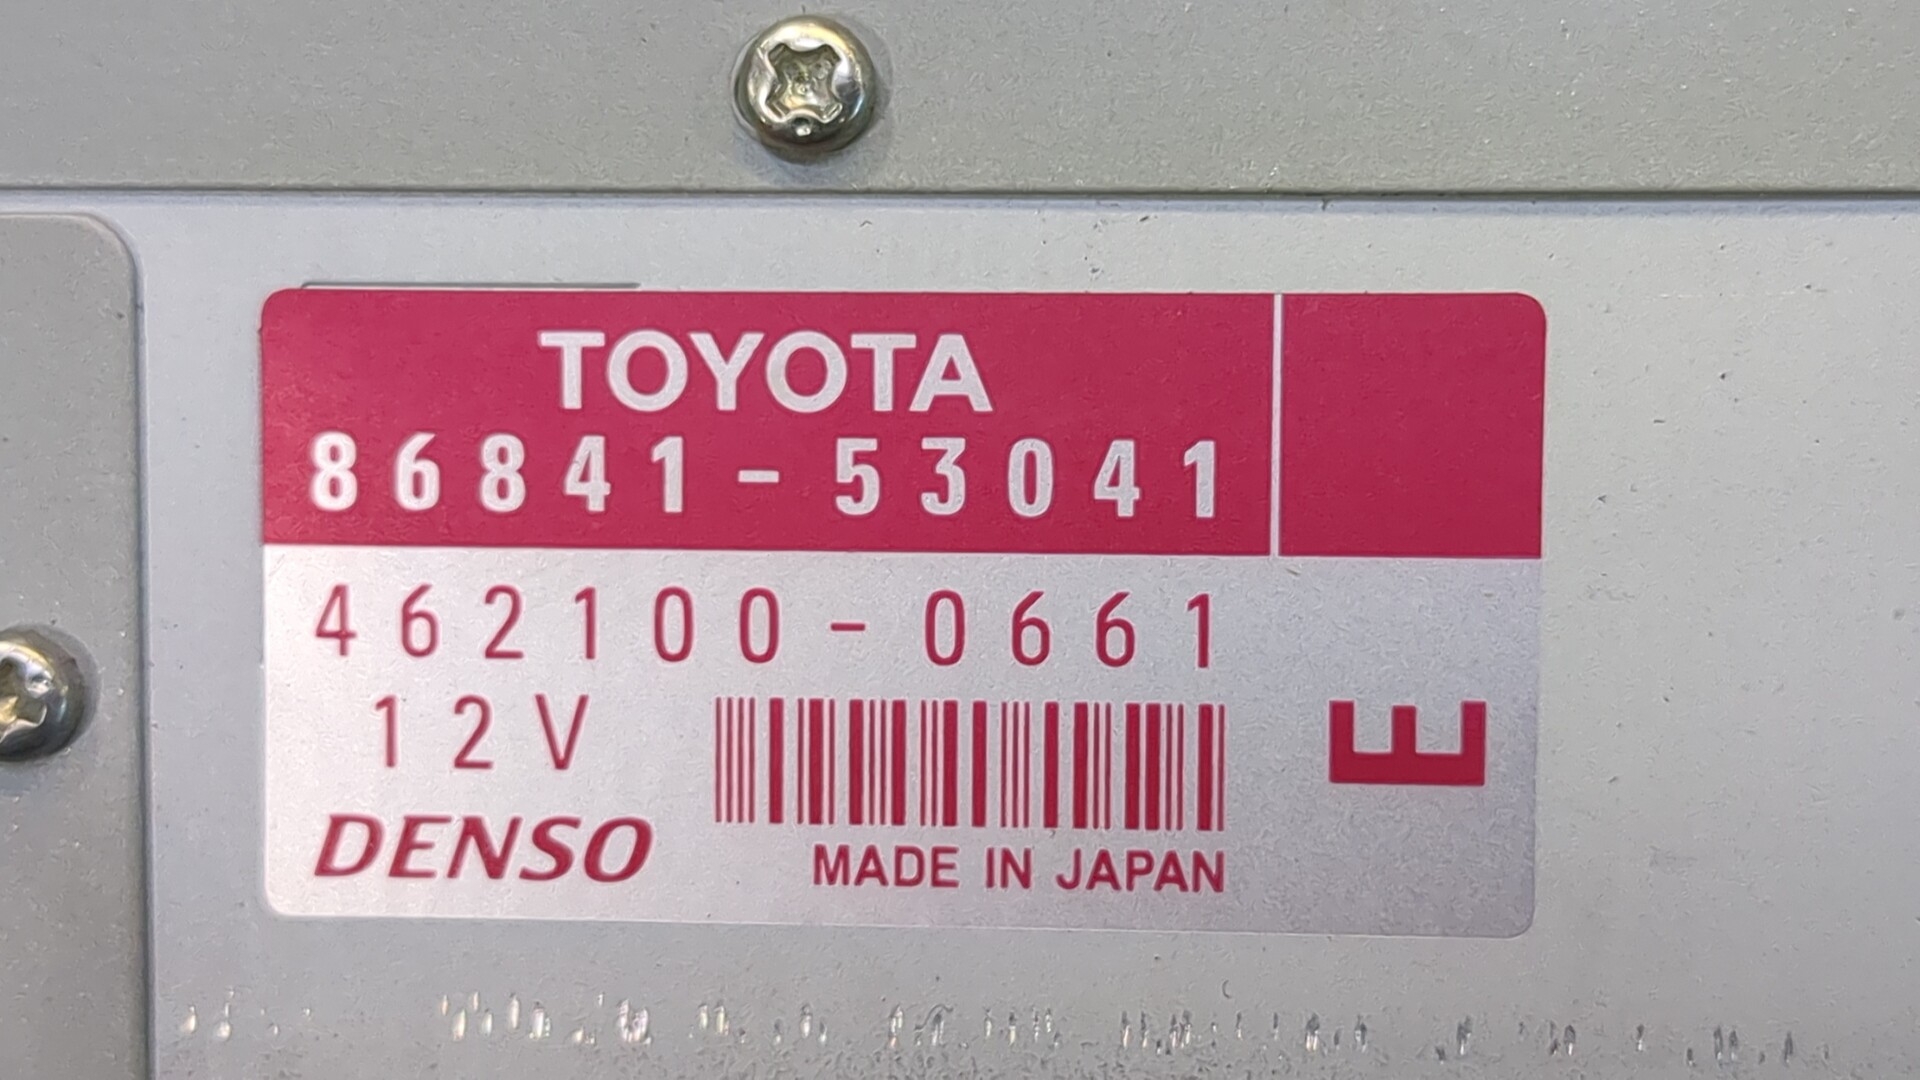 TOYOTA
86841-53041
462100-0661
12V
DENSO
MADE IN JAPAN
E